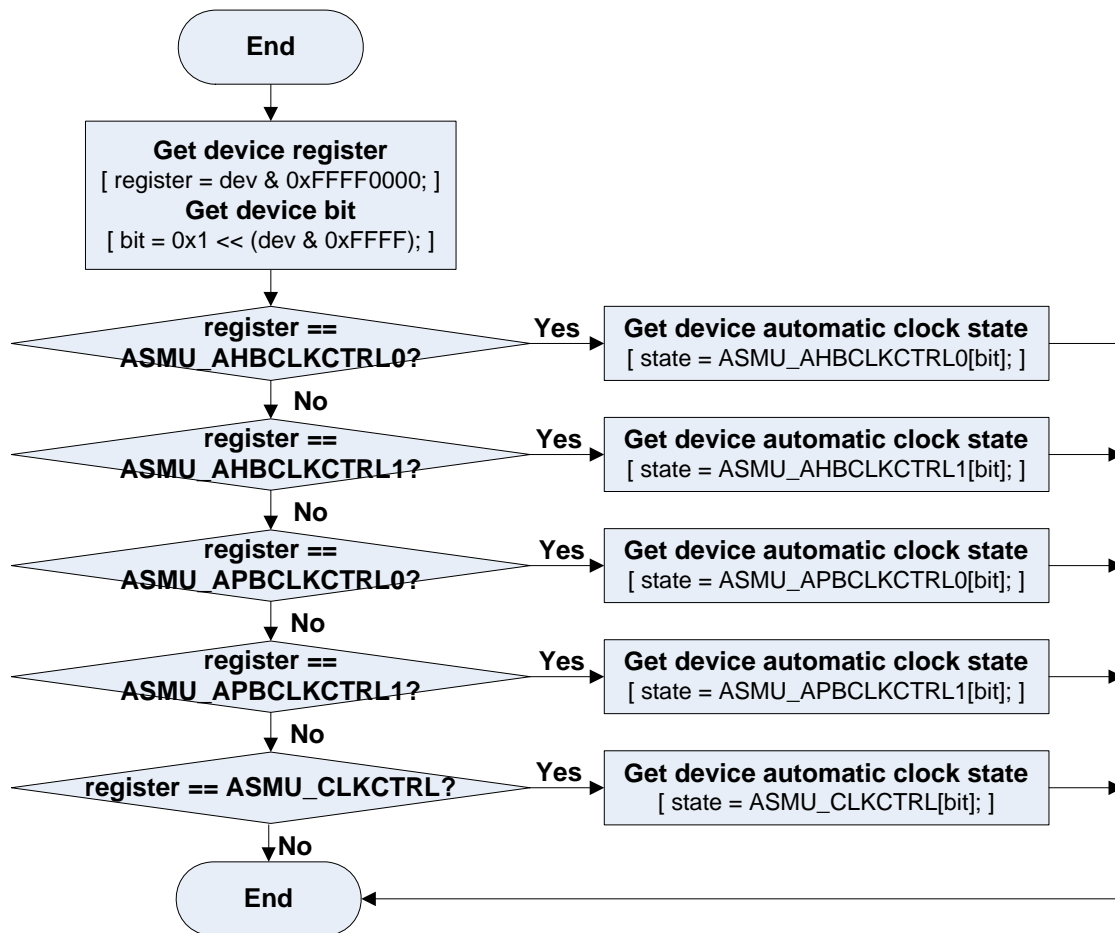 End
Get device register
[ register = dev & 0xFFFF0000; ]
Get device bit
[ bit = 0x1 << (dev & 0xFFFF); ]
register ==
ASMU_AHBCLKCTRL0?
Yes
Get device automatic clock state
[ state = ASMU_AHBCLKCTRL0[bit]; ]
No
register ==
ASMU_AHBCLKCTRL1?
Yes
Get device automatic clock state
[ state = ASMU_AHBCLKCTRL1[bit]; ]
No
register ==
ASMU_APBCLKCTRL0?
Yes
Get device automatic clock state
[ state = ASMU_APBCLKCTRL0[bit]; ]
No
register ==
ASMU_APBCLKCTRL1?
Yes
Get device automatic clock state
[ state = ASMU_APBCLKCTRL1[bit]; ]
No
register == ASMU_CLKCTRL?
Yes
Get device automatic clock state
[ state = ASMU_CLKCTRL[bit]; ]
No
End